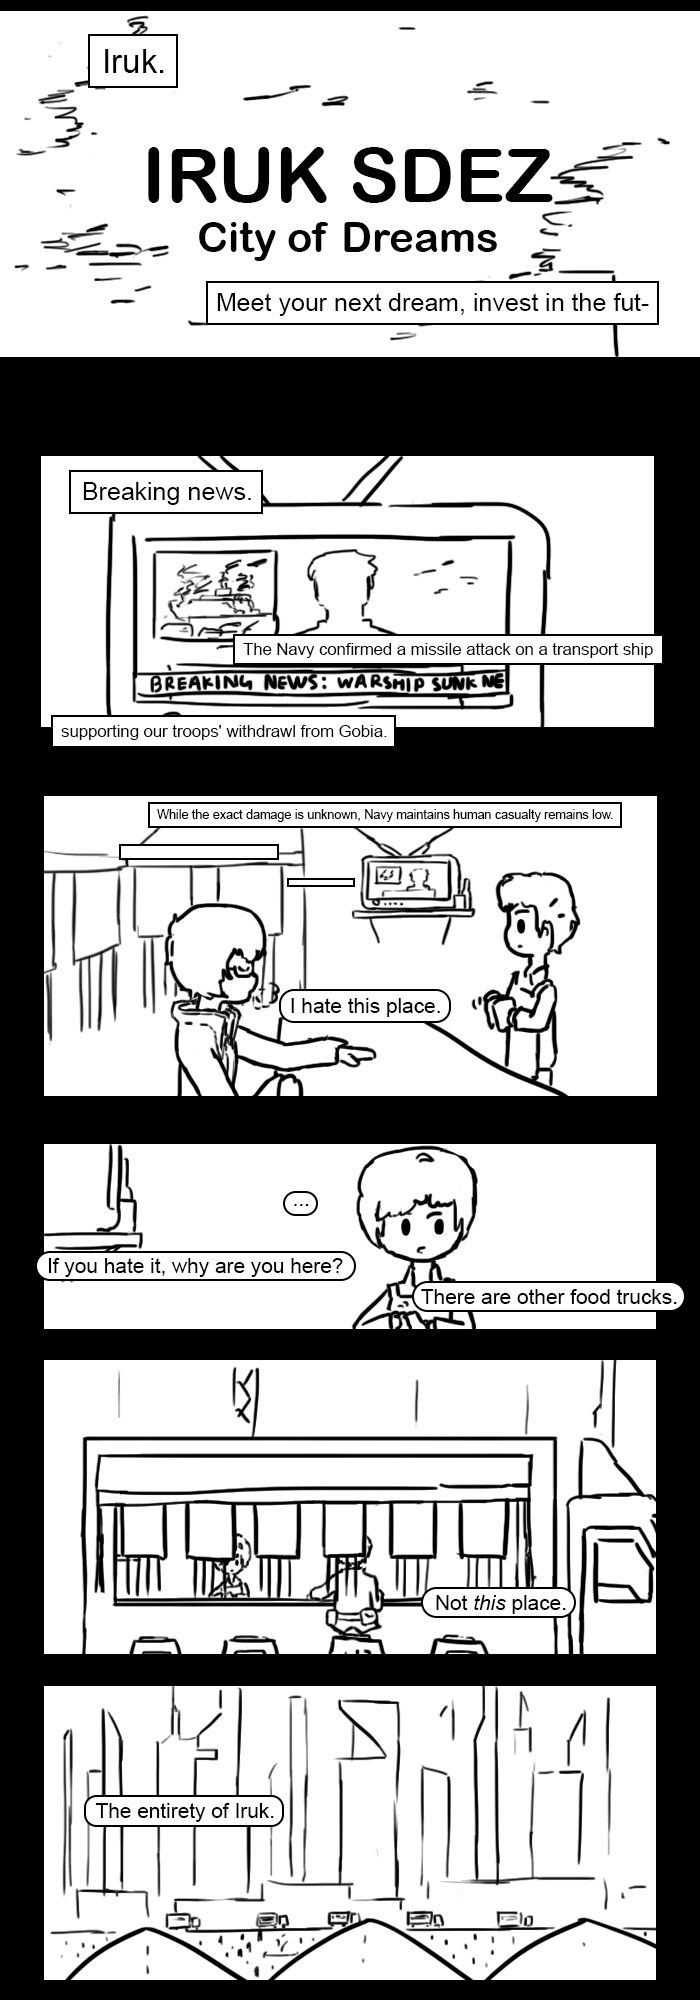 Iruk.
IRUK SDEZ
City of Dreams
Meet your next dream, invest in the fut-
Breaking news.
The Navy confirmed a missile attack on a transport ship
BREAKING NEWS: WARSHIP SUNK NE
supporting our troops' withdrawl from Gobia.
While the exact damage is unknown, Navy maintains human casualty remains low.
I hate this place.
...
If you hate it, why are you here?
There are other food trucks.
Not this place.
The entirety of Iruk.